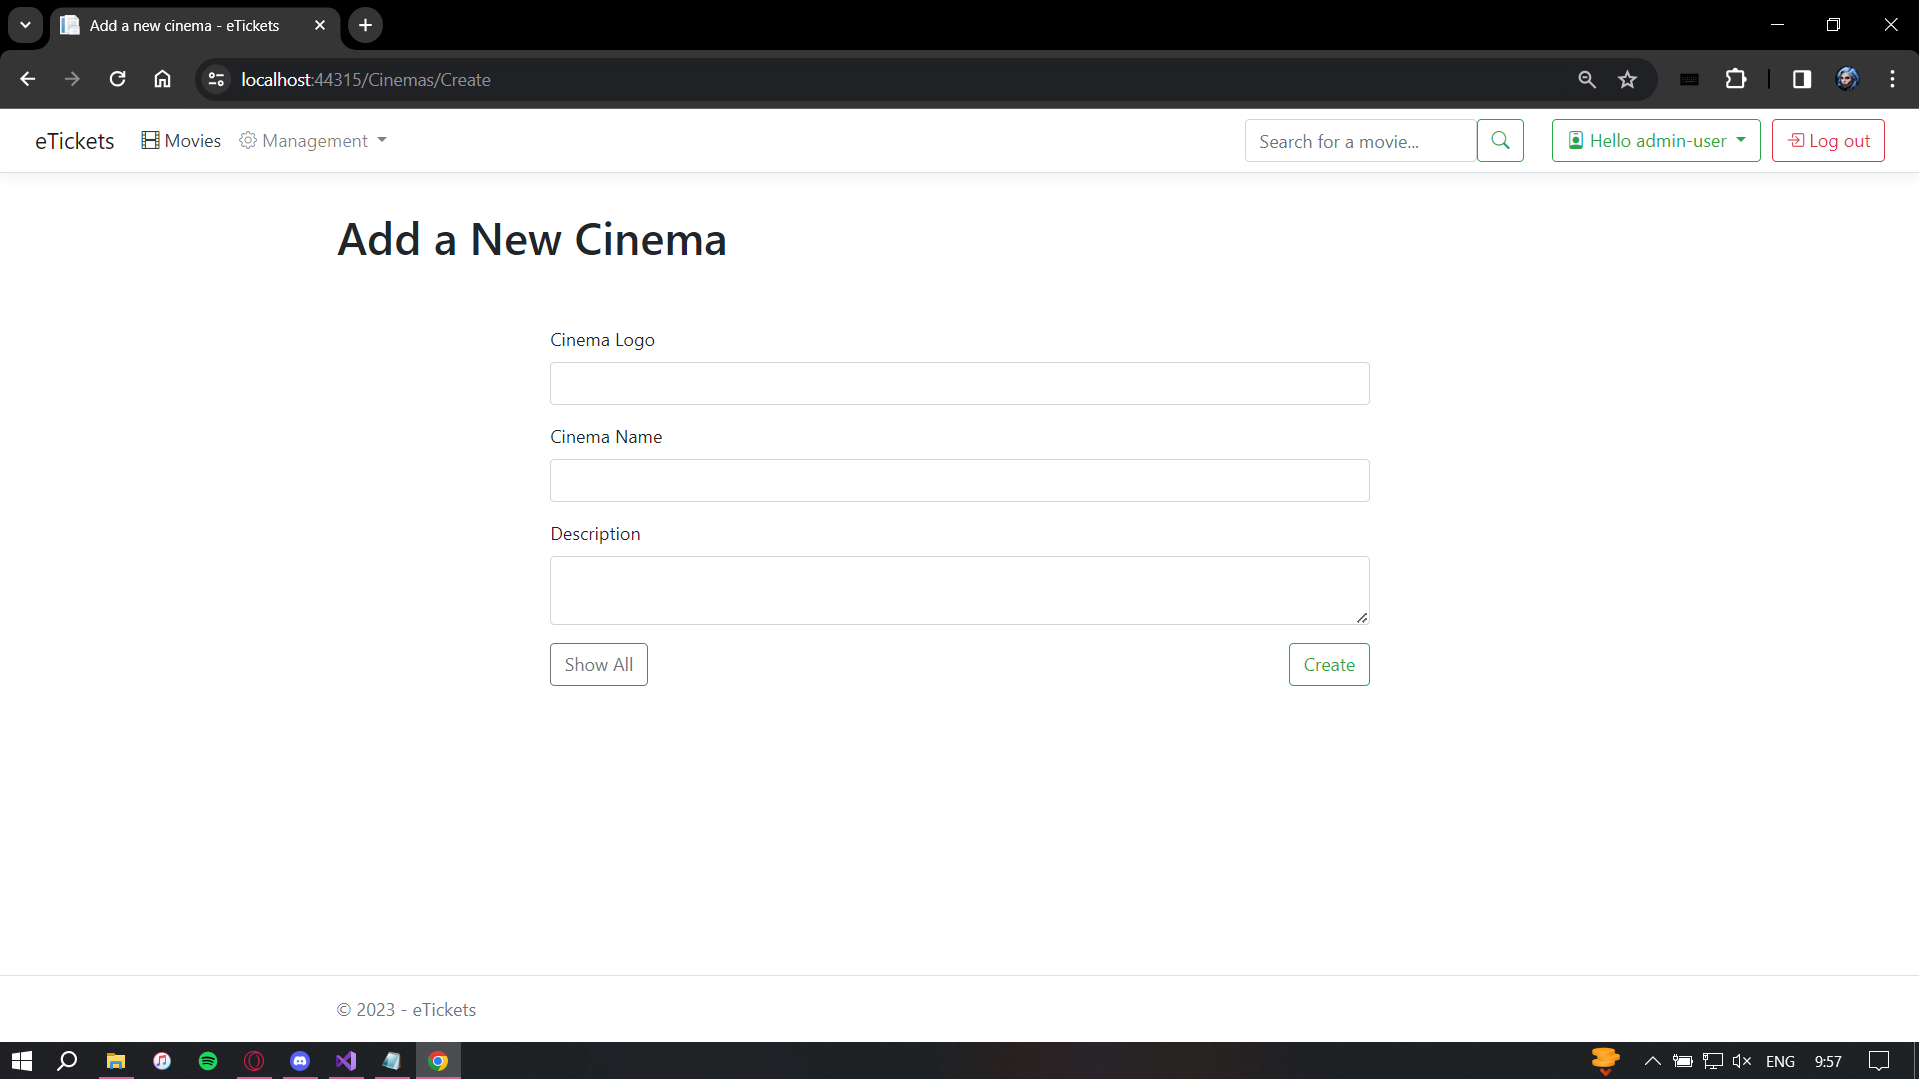 Add a new cinema - eTickets
localhost:44315/Cinemas/Create
eTickets Movies Management Search for a movie... Hello admin-user Log out
Add a New Cinema
Cinema Logo
Cinema Name
Description
Show All Create
© 2023 - eTickets
ENG 9:57